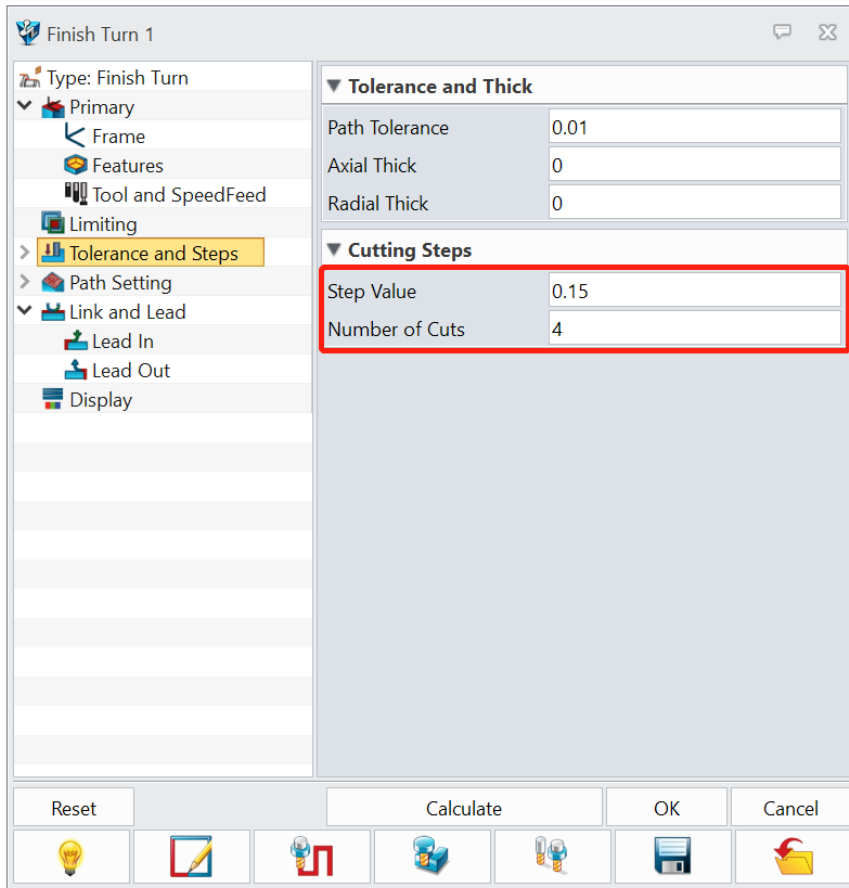 Finish Turn 1
Type: Finish Turn
Primary
Frame
Features
Tool and SpeedFeed
Limiting
Tolerance and Steps
Path Setting
Link and Lead
Lead In
Lead Out
Display
Tolerance and Thick
Path Tolerance 0.01
Axial Thick 0
Radial Thick 0
Cutting Steps
Step Value 0.15
Number of Cuts 4
Reset Calculate OK Cancel